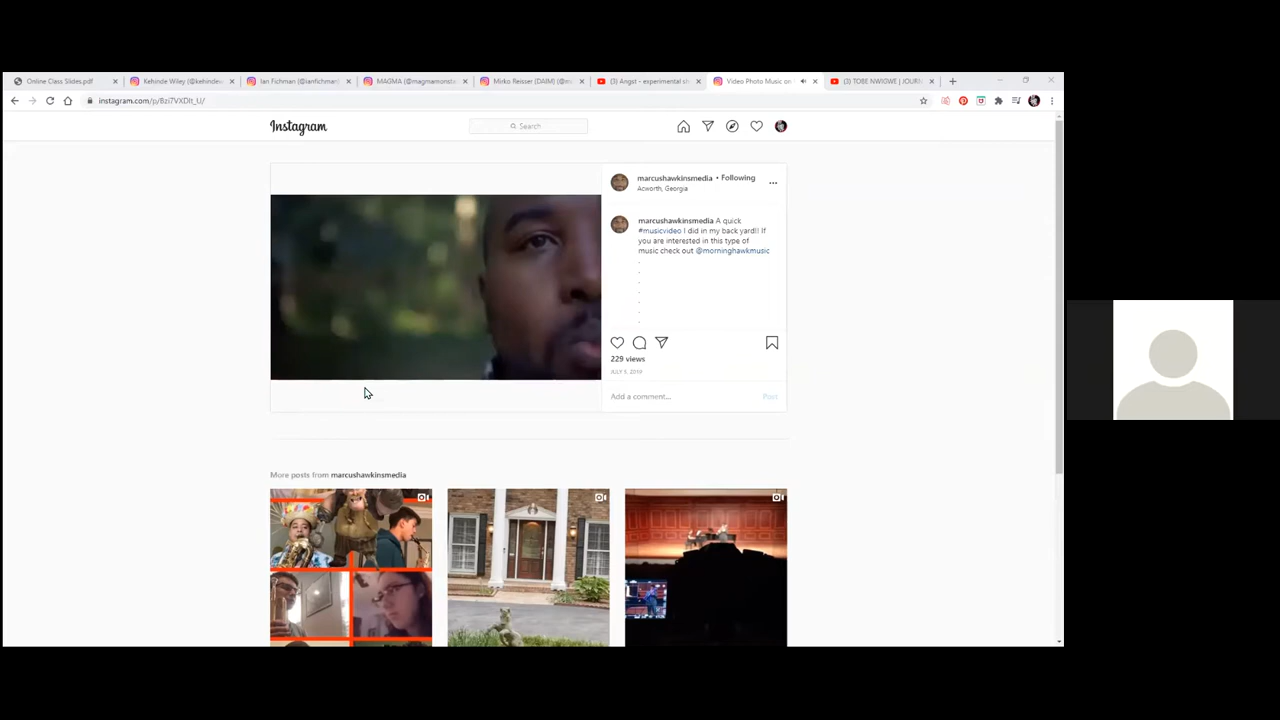 Online Class Slides.pdf
Kehinde Wiley (@kehindew
Ian Fichman (@ianfichman)
MAGMA (@magmamonst
Mirko Reisser (DAIM) (@m
(3) Angst - experimental sh
Video Photo Music on
(3) TOBE NWIGWE | JOUR
instagram.com/p/Bzi7VXDlt_U/
Instagram
Search
marcushawkinsmedia • Following
Acworth, Georgia
marcushawkinsmedia A quick
#musicvideo I did in my back yard!! If
you are interested in this type of
music check out @morninghawkmusic
.
.
.
.
.
.
.
229 views
JULY 5, 2019
Add a comment...
Post
More posts from marcushawkinsmedia